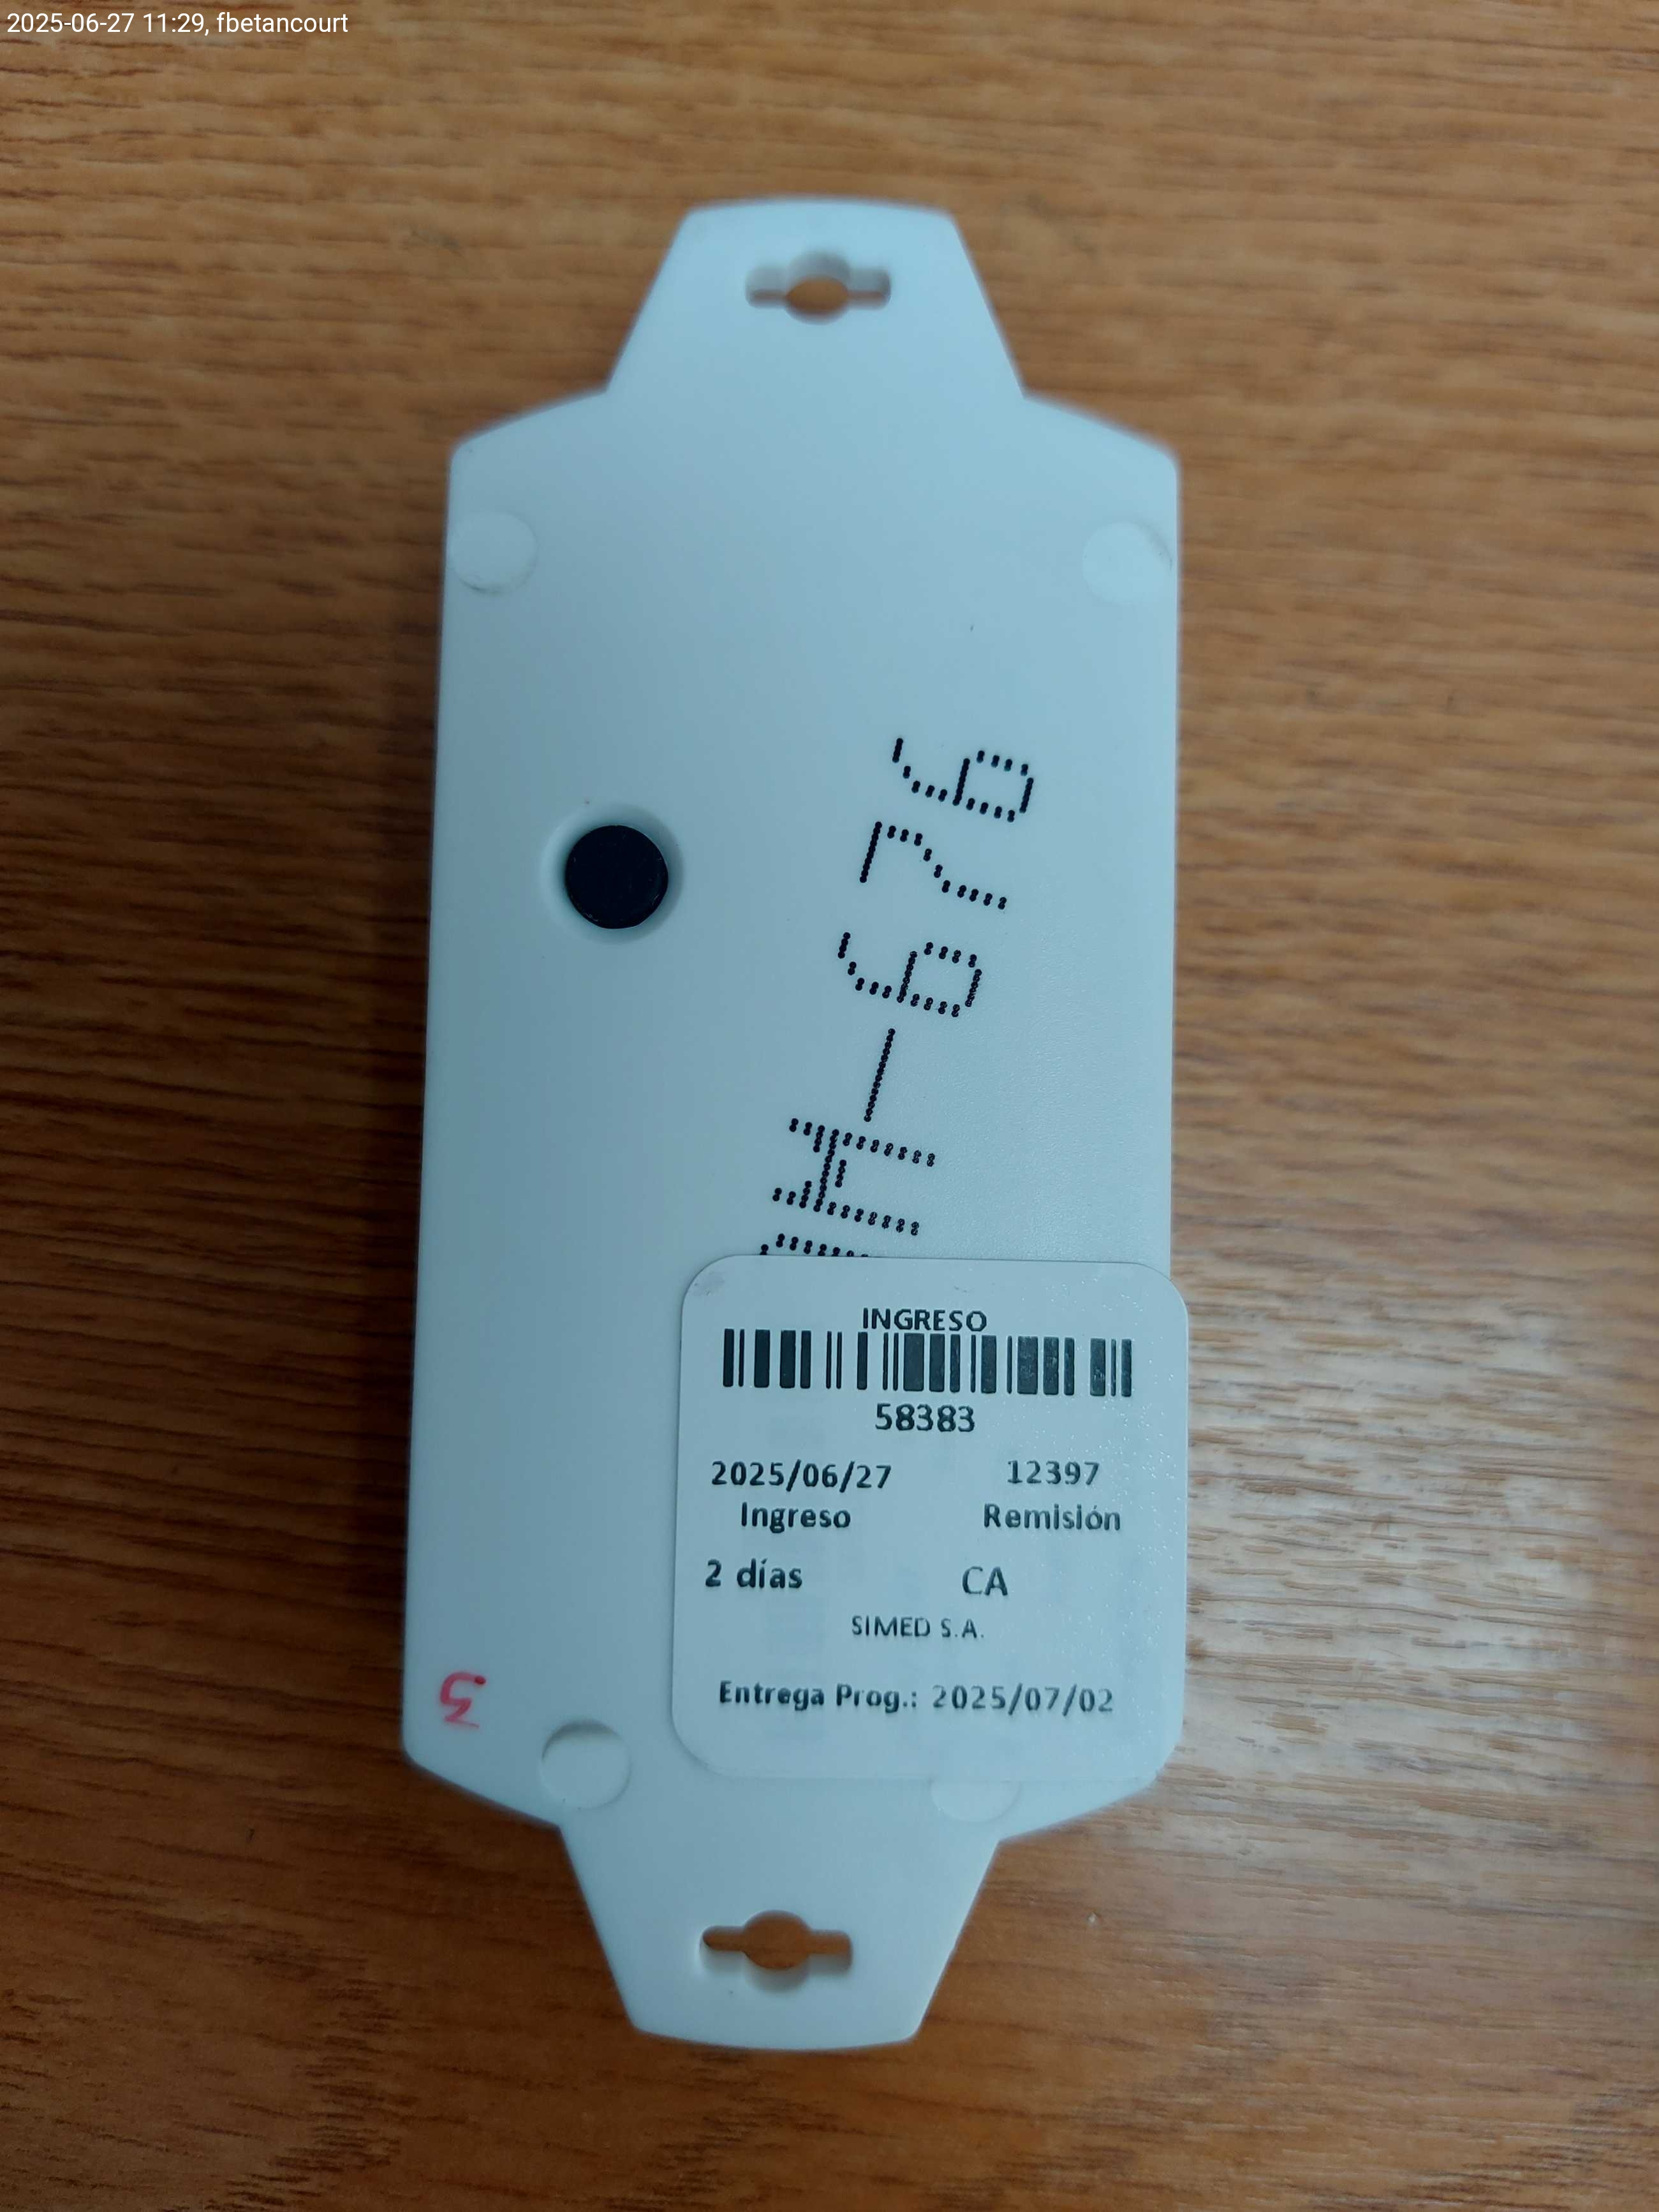 2025-06-27 11:29, fbetancourt
-676
INGRESO
58383
2025/06/27 12397
Ingreso Remisión
2 días CA
SIMED S.A.
Entrega Prog.: 2025/07/02